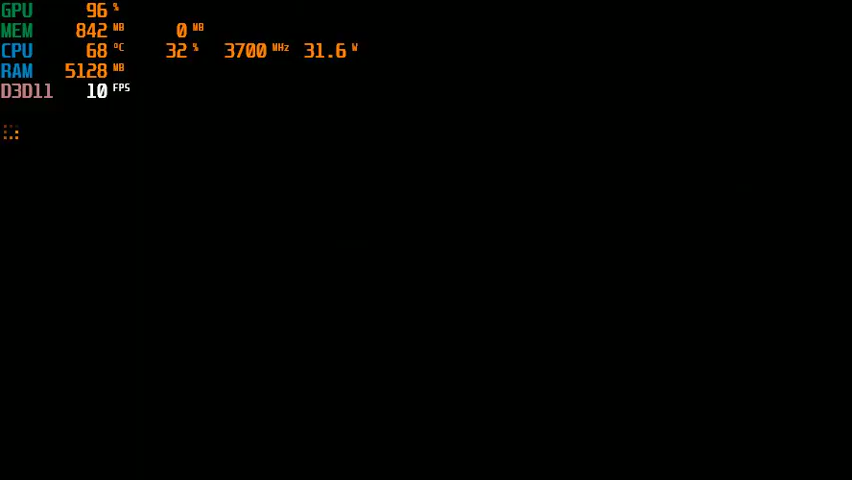 GPU 96 %
MEM 842 MB 0 MB
CPU 68 °C 32 % 3700 MHz 31.6 W
RAM 5128 MB
D3D11 10 FPS